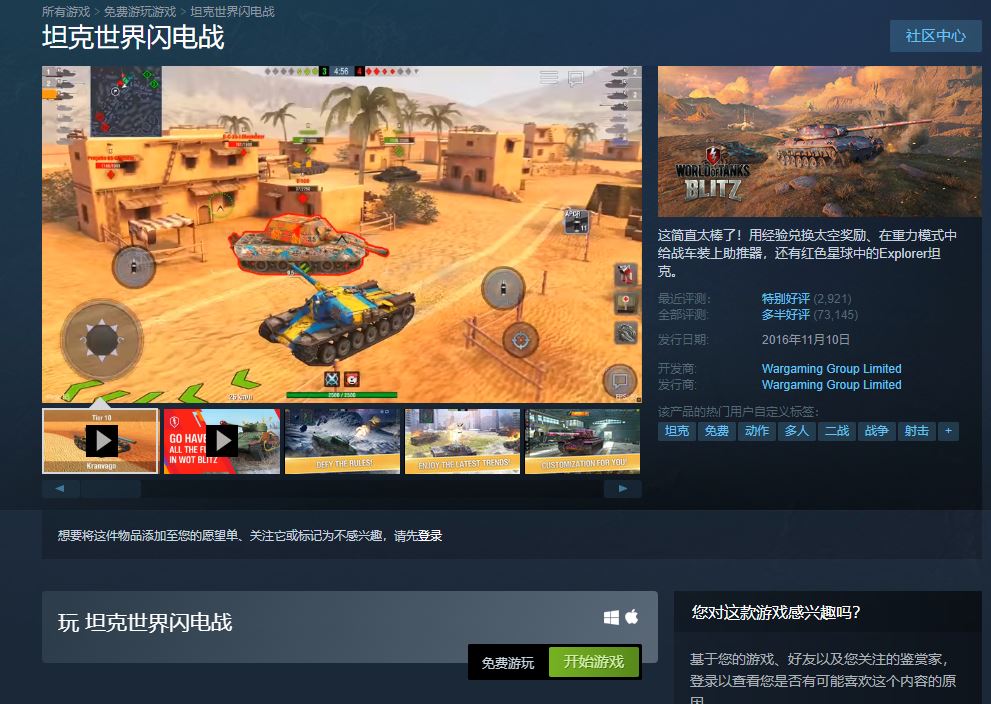 所有游戏 > 免费游玩游戏 > 坦克世界闪电战
坦克世界闪电战
社区中心
3 4:56 4
APCR
11
Tier 10
Kranvagn
GO HAVE
ALL THE FU
IN WOT BLITZ
DEFY THE RULES!
ENJOY THE LATEST TRENDS!
CUSTOMIZATION FOR YOU!
WORLD OF TANKS
BLITZ
这简直太棒了！用经验兑换太空奖励、在重力模式中
给战车装上助推器，还有红色星球中的Explorer坦
克。
最近评测: 特别好评 (2,921)
全部评测: 多半好评 (73,145)
发行日期: 2016年11月10日
开发商: Wargaming Group Limited
发行商: Wargaming Group Limited
该产品的热门用户自定义标签:
坦克 免费 动作 多人 二战 战争 射击 +
想要将这件物品添加至您的愿望单、关注它或标记为不感兴趣，请先登录
玩 坦克世界闪电战
免费游玩 开始游戏
您对这款游戏感兴趣吗?
基于您的游戏、好友以及您关注的鉴赏家，
登录以查看您是否有可能喜欢这个内容的原